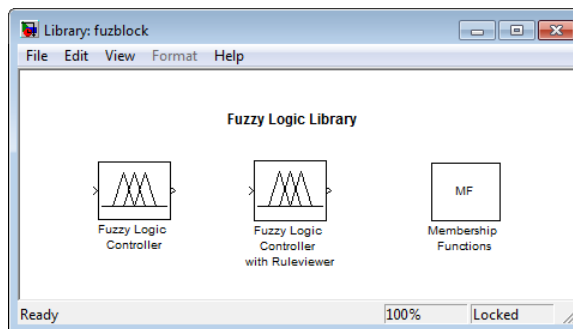 Library: fuzblock
File Edit View Format Help
Fuzzy Logic Library
MF
Fuzzy Logic
Controller
Fuzzy Logic
Controller
with Ruleviewer
Membership
Functions
Ready 100% Locked